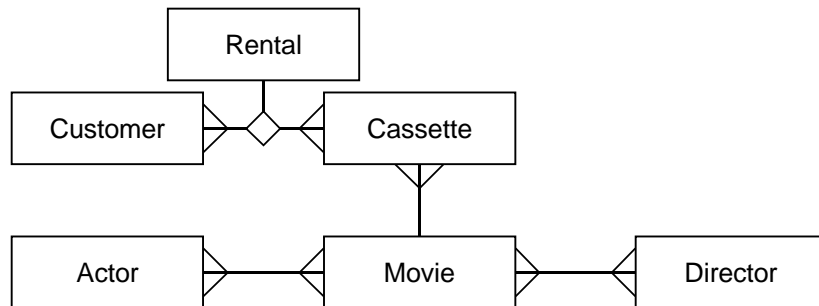 Rental
Customer
Cassette
Actor
Movie
Director